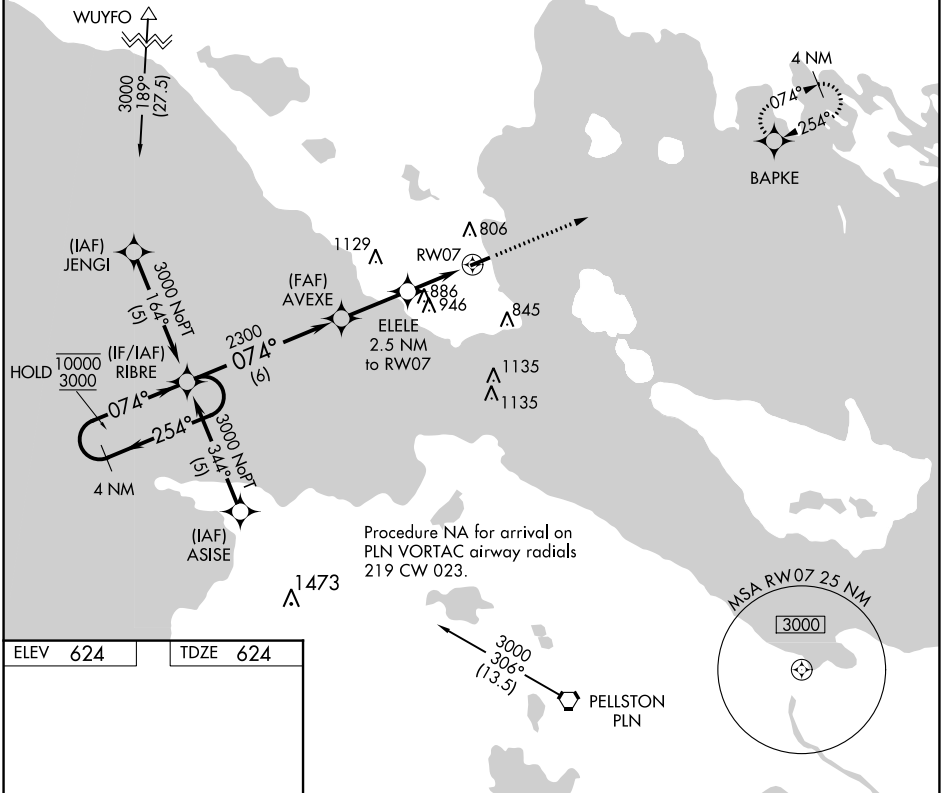 WUYFO
3000
189°
(27.5)
4 NM
074°
254°
BAPKE
(IAF)
JENGI
3000 NoPT
164°
(5)
1129
806
RW07
(FAF)
AVEXE
886
946
ELELE
2.5 NM
to RW07
845
1135
1135
2300
074°
(6)
HOLD
10000
3000
(IF/IAF)
RIBRE
074°
254°
4 NM
3000 NoPT
344°
(5)
(IAF)
ASISE
Procedure NA for arrival on
PLN VORTAC airway radials
219 CW 023.
1473
MSA RW07 25 NM
3000
3000
306°
(13.5)
PELLSTON
PLN
ELEV 624
TDZE 624